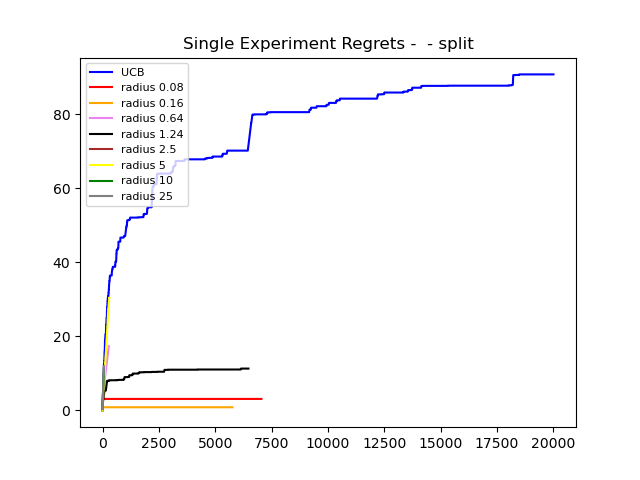 Single Experiment Regrets -  - split
UCB
radius 0.08
radius 0.16
radius 0.64
radius 1.24
radius 2.5
radius 5
radius 10
radius 25
80
60
40
20
0
0 2500 5000 7500 10000 12500 15000 17500 20000